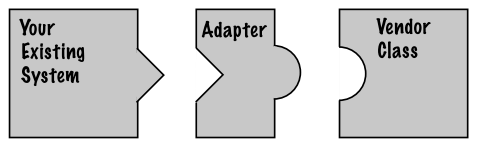 Your
Existing
System
Adapter
Vendor
Class